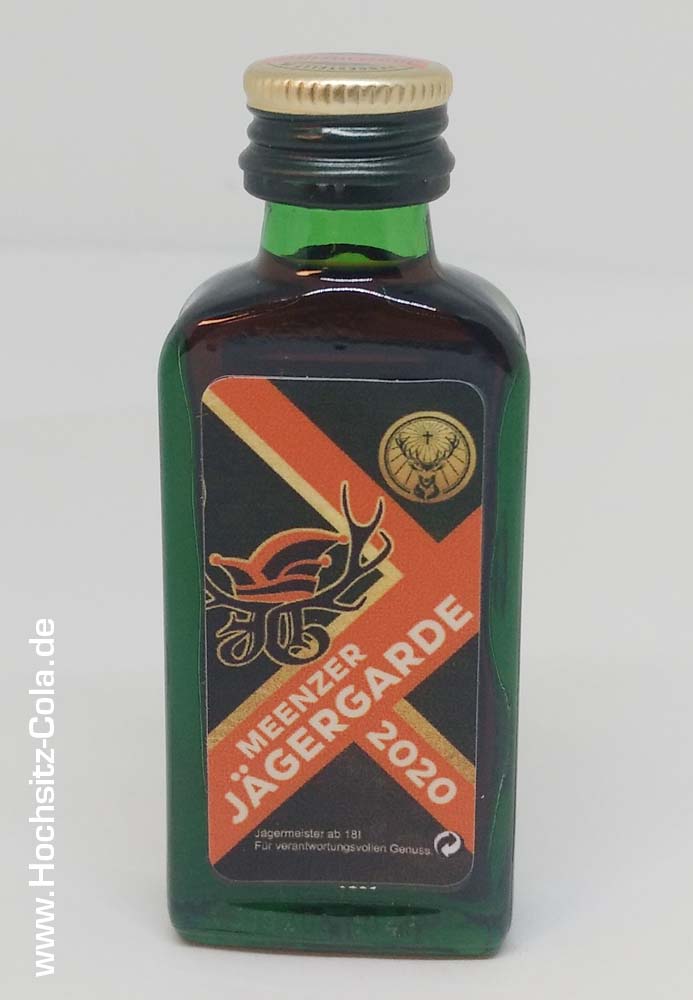 MEENZER
JÄGERGARDE
2020
Jägermeister ab 18!
Für verantwortungsvollen Genuss.
www.Hochsitz-Cola.de